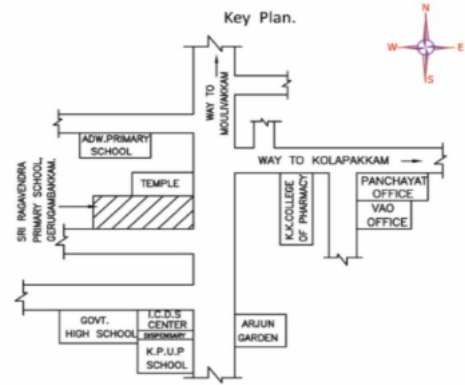 Key Plan.
N
W
E
S
WAY TO
MOULIVAKKAM
ADW.PRIMARY
SCHOOL
WAY TO KOLAPAKKAM
SRI RAGAVENDRA
PRIMARY SCHOOL,
GERUGAMBAKKAM.
TEMPLE
K.K.COLLEGE
OF PHARMACY
PANCHAYAT
OFFICE
VAO
OFFICE
GOVT.
HIGH SCHOOL
I.C.D.S
CENTER
DISPENSARY
K.P.U.P
SCHOOL
ARJUN
GARDEN